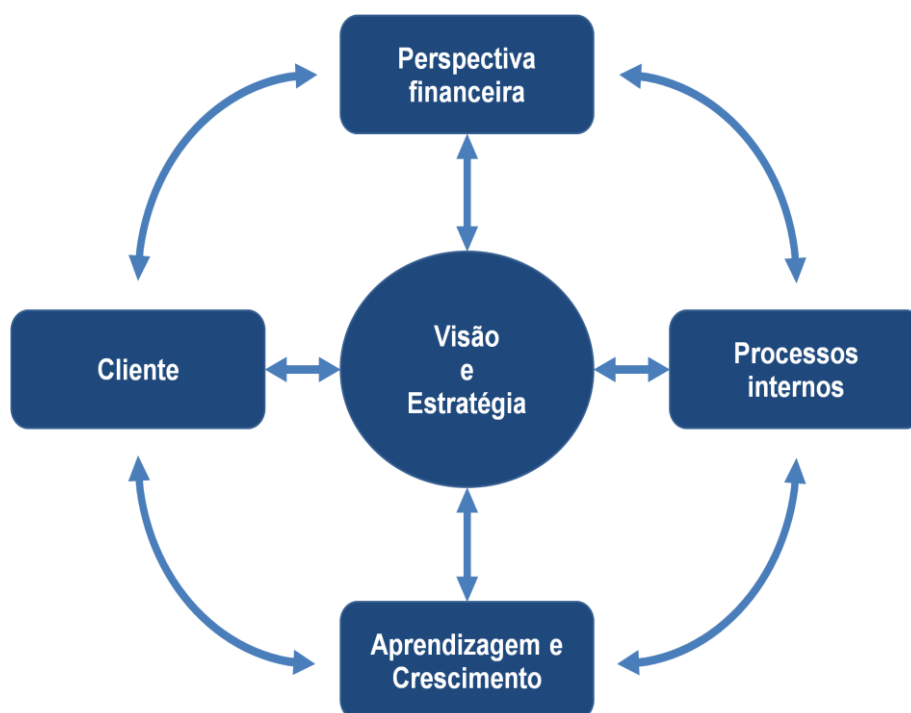 Perspectiva
financeira
Cliente
Visão
e
Estratégia
Processos
internos
Aprendizagem e
Crescimento